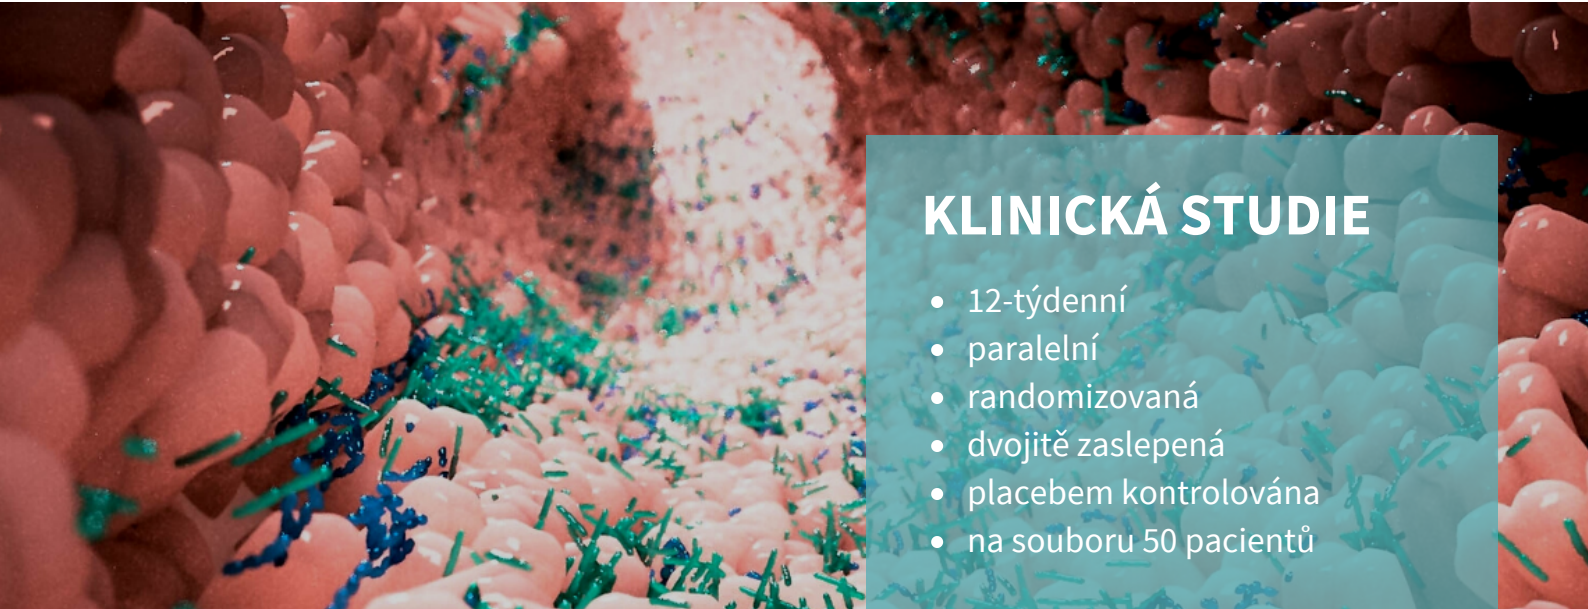 KLINICKÁ STUDIE
• 12-týdenní
• paralelní
• randomizovaná
• dvojitě zaslepená
• placebem kontrolována
• na souboru 50 pacientů